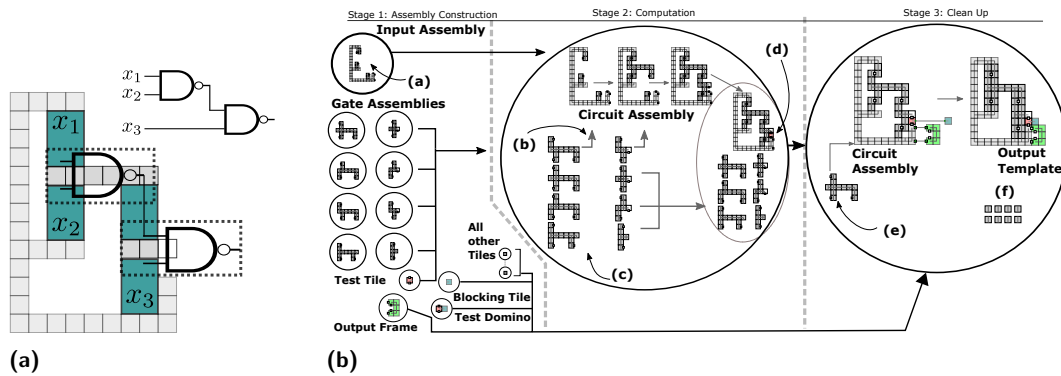 x₁
x₂
x₃
x₁
x₂
x₃
(a)
Stage 1: Assembly Construction
Stage 2: Computation
Stage 3: Clean Up
Input Assembly
(a)
Gate Assemblies
Test Tile
All
other
Tiles
Blocking Tile
Test Domino
Output Frame
(d)
Circuit Assembly
(b)
(c)
Circuit
Assembly
Output
Template
(e)
(f)
(b)